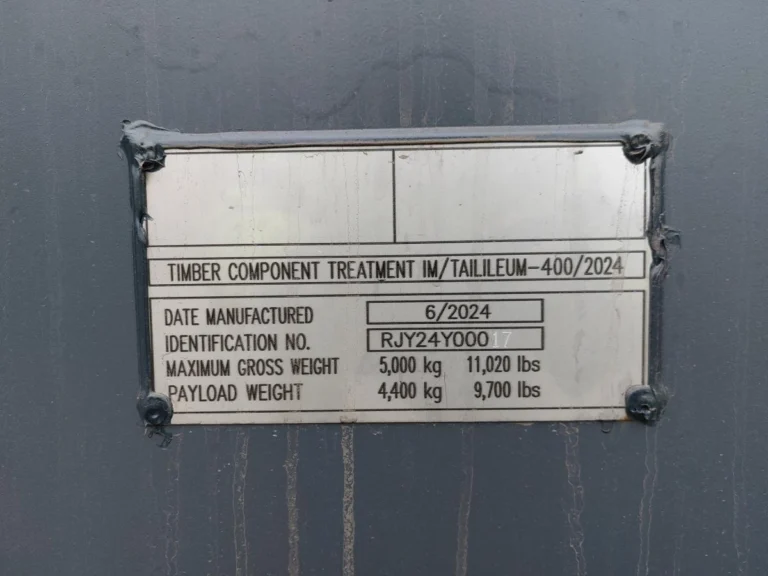 TIMBER COMPONENT TREATMENT IM/TAILILEUM-400/2024
DATE MANUFACTURED 6/2024
IDENTIFICATION NO. RJY24Y00017
MAXIMUM GROSS WEIGHT 5,000 kg 11,020 lbs
PAYLOAD WEIGHT 4,400 kg 9,700 lbs